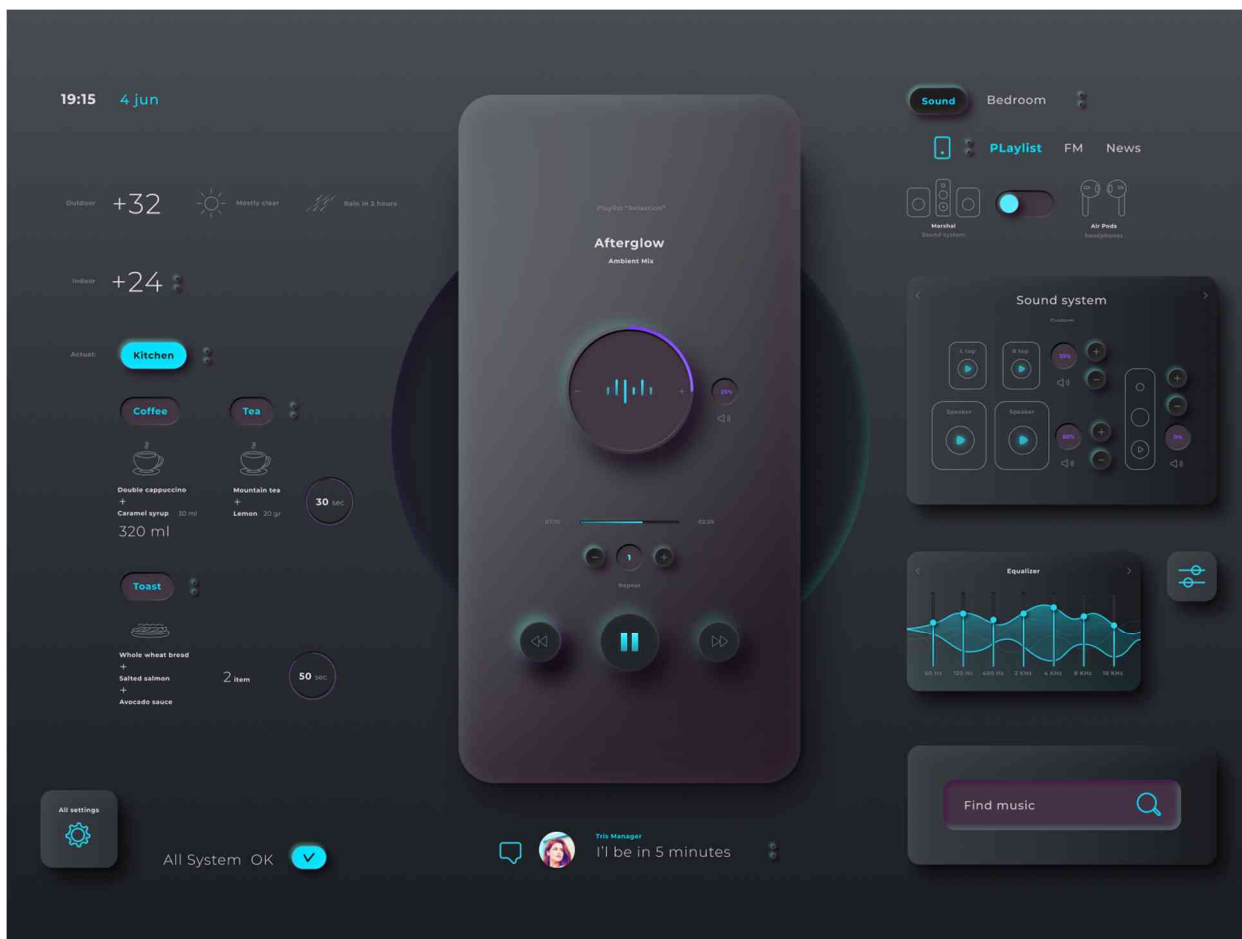 19:15 4 jun
Outdoor +32 Mostly clear Rain in 2 hours
Indoor +24
Actual: Kitchen
Coffee Tea
Double cappuccino
+
Caramel syrup 30 ml
320 ml
Mountain tea
+
Lemon 20 gr
30 sec
Toast
Whole wheat bread
+
Salted salmon
+
Avocado sauce
2 item
50 sec
All settings
All System OK
Playlist "Selection"
Afterglow
Ambient Mix
− +
25%
02:28
− 1 +
Repeat
Tris Manager
I'l be in 5 minutes
Sound Bedroom
PLaylist FM News
Marshal
Sound system
Air Pods
headphones
Sound system
Custom
L top R top
+
−
Speaker Speaker
+
−
+
−
0%
Equalizer
60 Hz 120 Hz 400 Hz 2 KHz 4 KHz 8 KHz 16 KHz
Find music